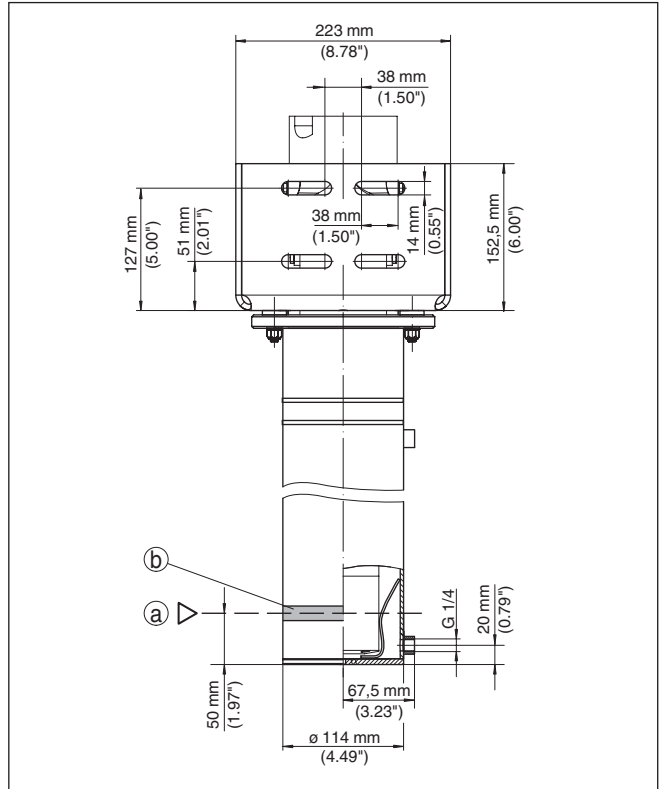 223 mm
(8.78")
38 mm
(1.50")
127 mm
(5.00")
51 mm
(2.01")
38 mm
(1.50")
14 mm
(0.55")
152,5 mm
(6.00")
b
a
G 1/4
20 mm
(0.79")
50 mm
(1.97")
67,5 mm
(3.23")
ø 114 mm
(4.49")